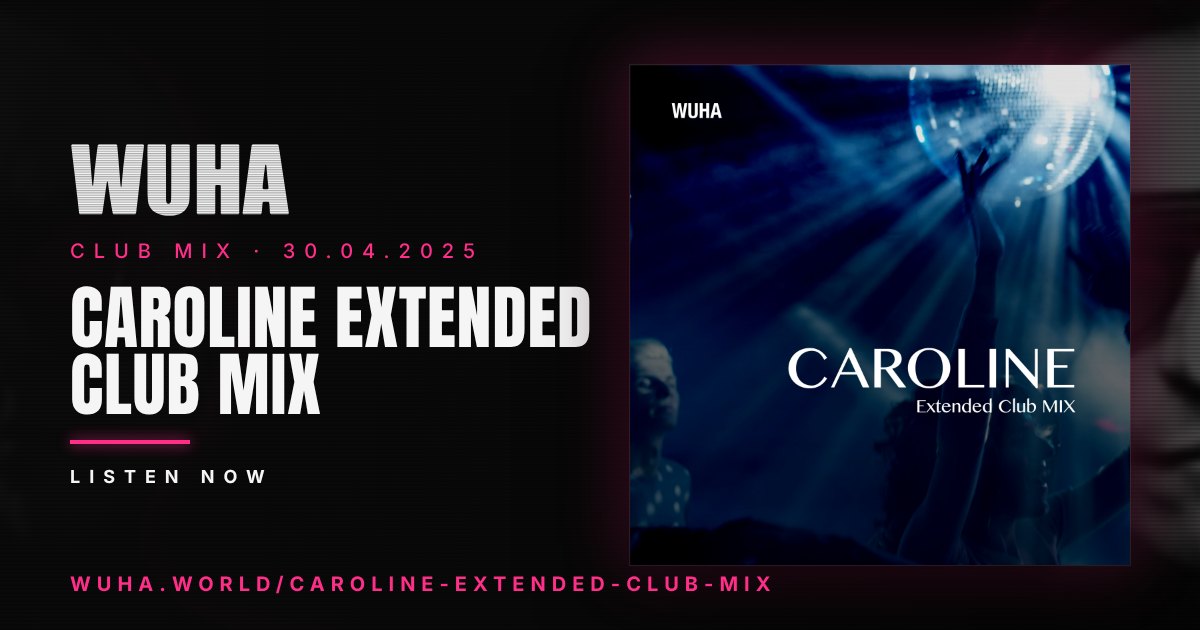 WUHA
CLUB MIX · 30.04.2025
CAROLINE EXTENDED
CLUB MIX
LISTEN NOW
WUHA.WORLD/CAROLINE-EXTENDED-CLUB-MIX
WUHA
CAROLINE
Extended Club MIX